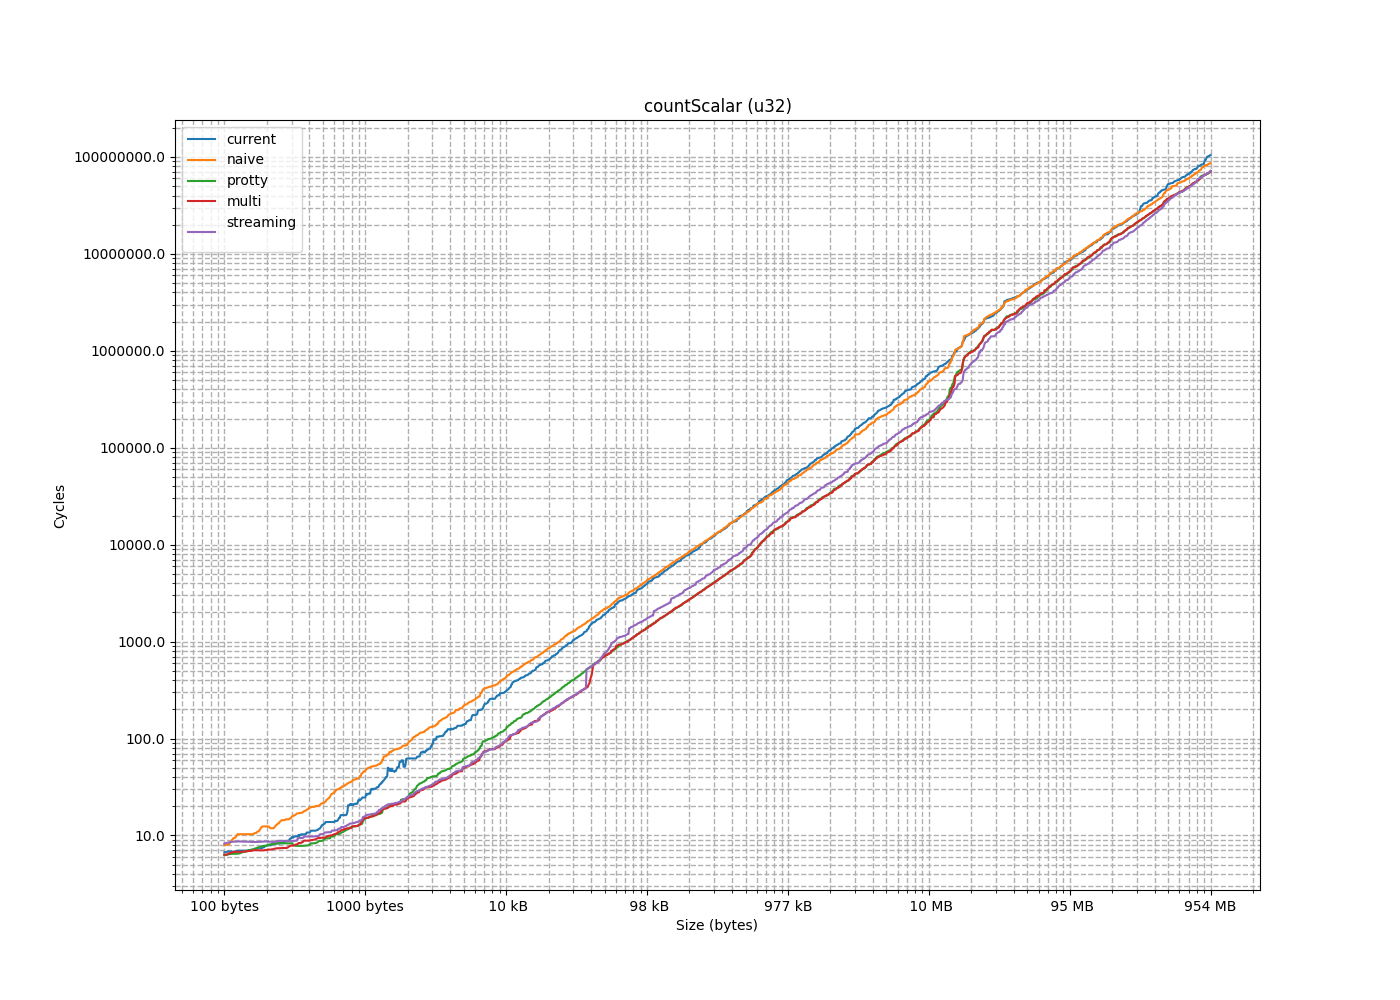 countScalar (u32)
current
naive
protty
multi
streaming
100000000.0
10000000.0
1000000.0
100000.0
10000.0
1000.0
100.0
10.0
Cycles
100 bytes
1000 bytes
10 kB
98 kB
977 kB
10 MB
95 MB
954 MB
Size (bytes)